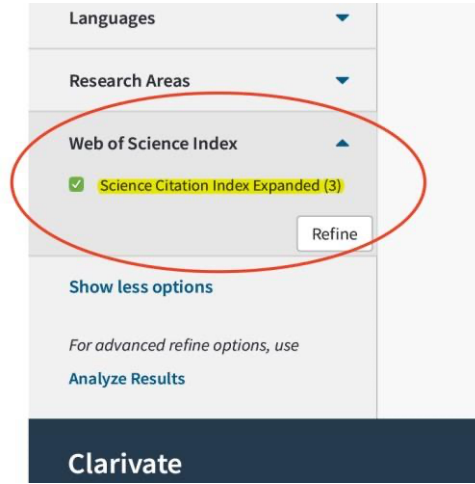 Languages
Research Areas
Web of Science Index
Science Citation Index Expanded (3)
Refine
Show less options
For advanced refine options, use
Analyze Results
Clarivate